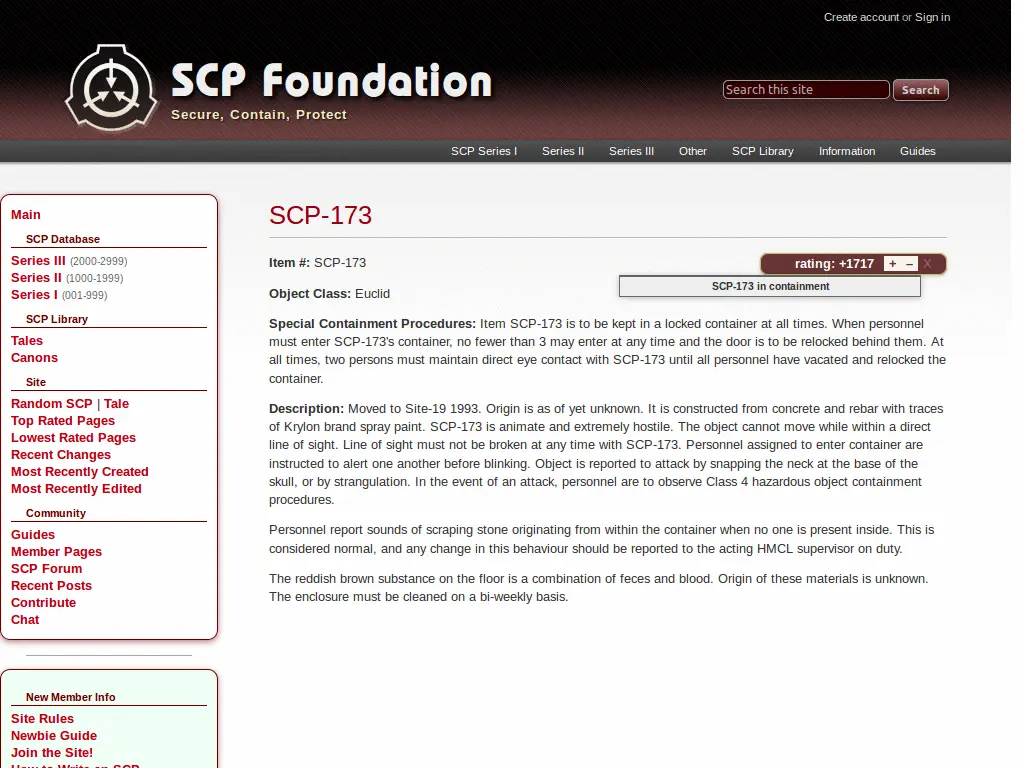 Create account or Sign in
SCP Foundation
Secure, Contain, Protect
Search this site
Search
SCP Series I Series II Series III Other SCP Library Information Guides
Main
SCP Database
Series III (2000-2999)
Series II (1000-1999)
Series I (001-999)
SCP Library
Tales
Canons
Site
Random SCP | Tale
Top Rated Pages
Lowest Rated Pages
Recent Changes
Most Recently Created
Most Recently Edited
Community
Guides
Member Pages
SCP Forum
Recent Posts
Contribute
Chat
New Member Info
Site Rules
Newbie Guide
Join the Site!
How to Write an SCP
SCP-173
rating: +1717 + – X
Item #: SCP-173
SCP-173 in containment
Object Class: Euclid
Special Containment Procedures: Item SCP-173 is to be kept in a locked container at all times. When personnel
must enter SCP-173's container, no fewer than 3 may enter at any time and the door is to be relocked behind them. At
all times, two persons must maintain direct eye contact with SCP-173 until all personnel have vacated and relocked the
container.
Description: Moved to Site-19 1993. Origin is as of yet unknown. It is constructed from concrete and rebar with traces
of Krylon brand spray paint. SCP-173 is animate and extremely hostile. The object cannot move while within a direct
line of sight. Line of sight must not be broken at any time with SCP-173. Personnel assigned to enter container are
instructed to alert one another before blinking. Object is reported to attack by snapping the neck at the base of the
skull, or by strangulation. In the event of an attack, personnel are to observe Class 4 hazardous object containment
procedures.
Personnel report sounds of scraping stone originating from within the container when no one is present inside. This is
considered normal, and any change in this behaviour should be reported to the acting HMCL supervisor on duty.
The reddish brown substance on the floor is a combination of feces and blood. Origin of these materials is unknown.
The enclosure must be cleaned on a bi-weekly basis.